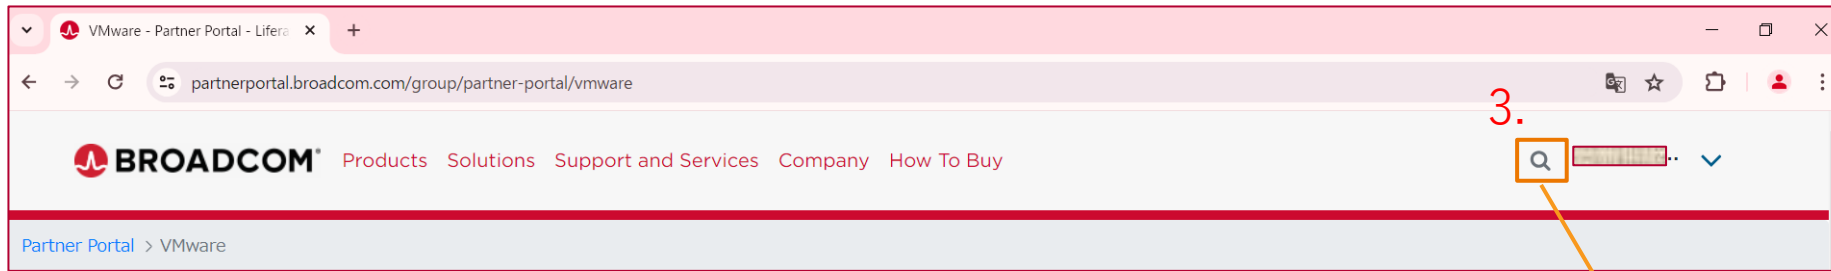 VMware - Partner Portal - Lifera
partnerportal.broadcom.com/group/partner-portal/vmware
3.
BROADCOM Products Solutions Support and Services Company How To Buy
Partner Portal > VMware